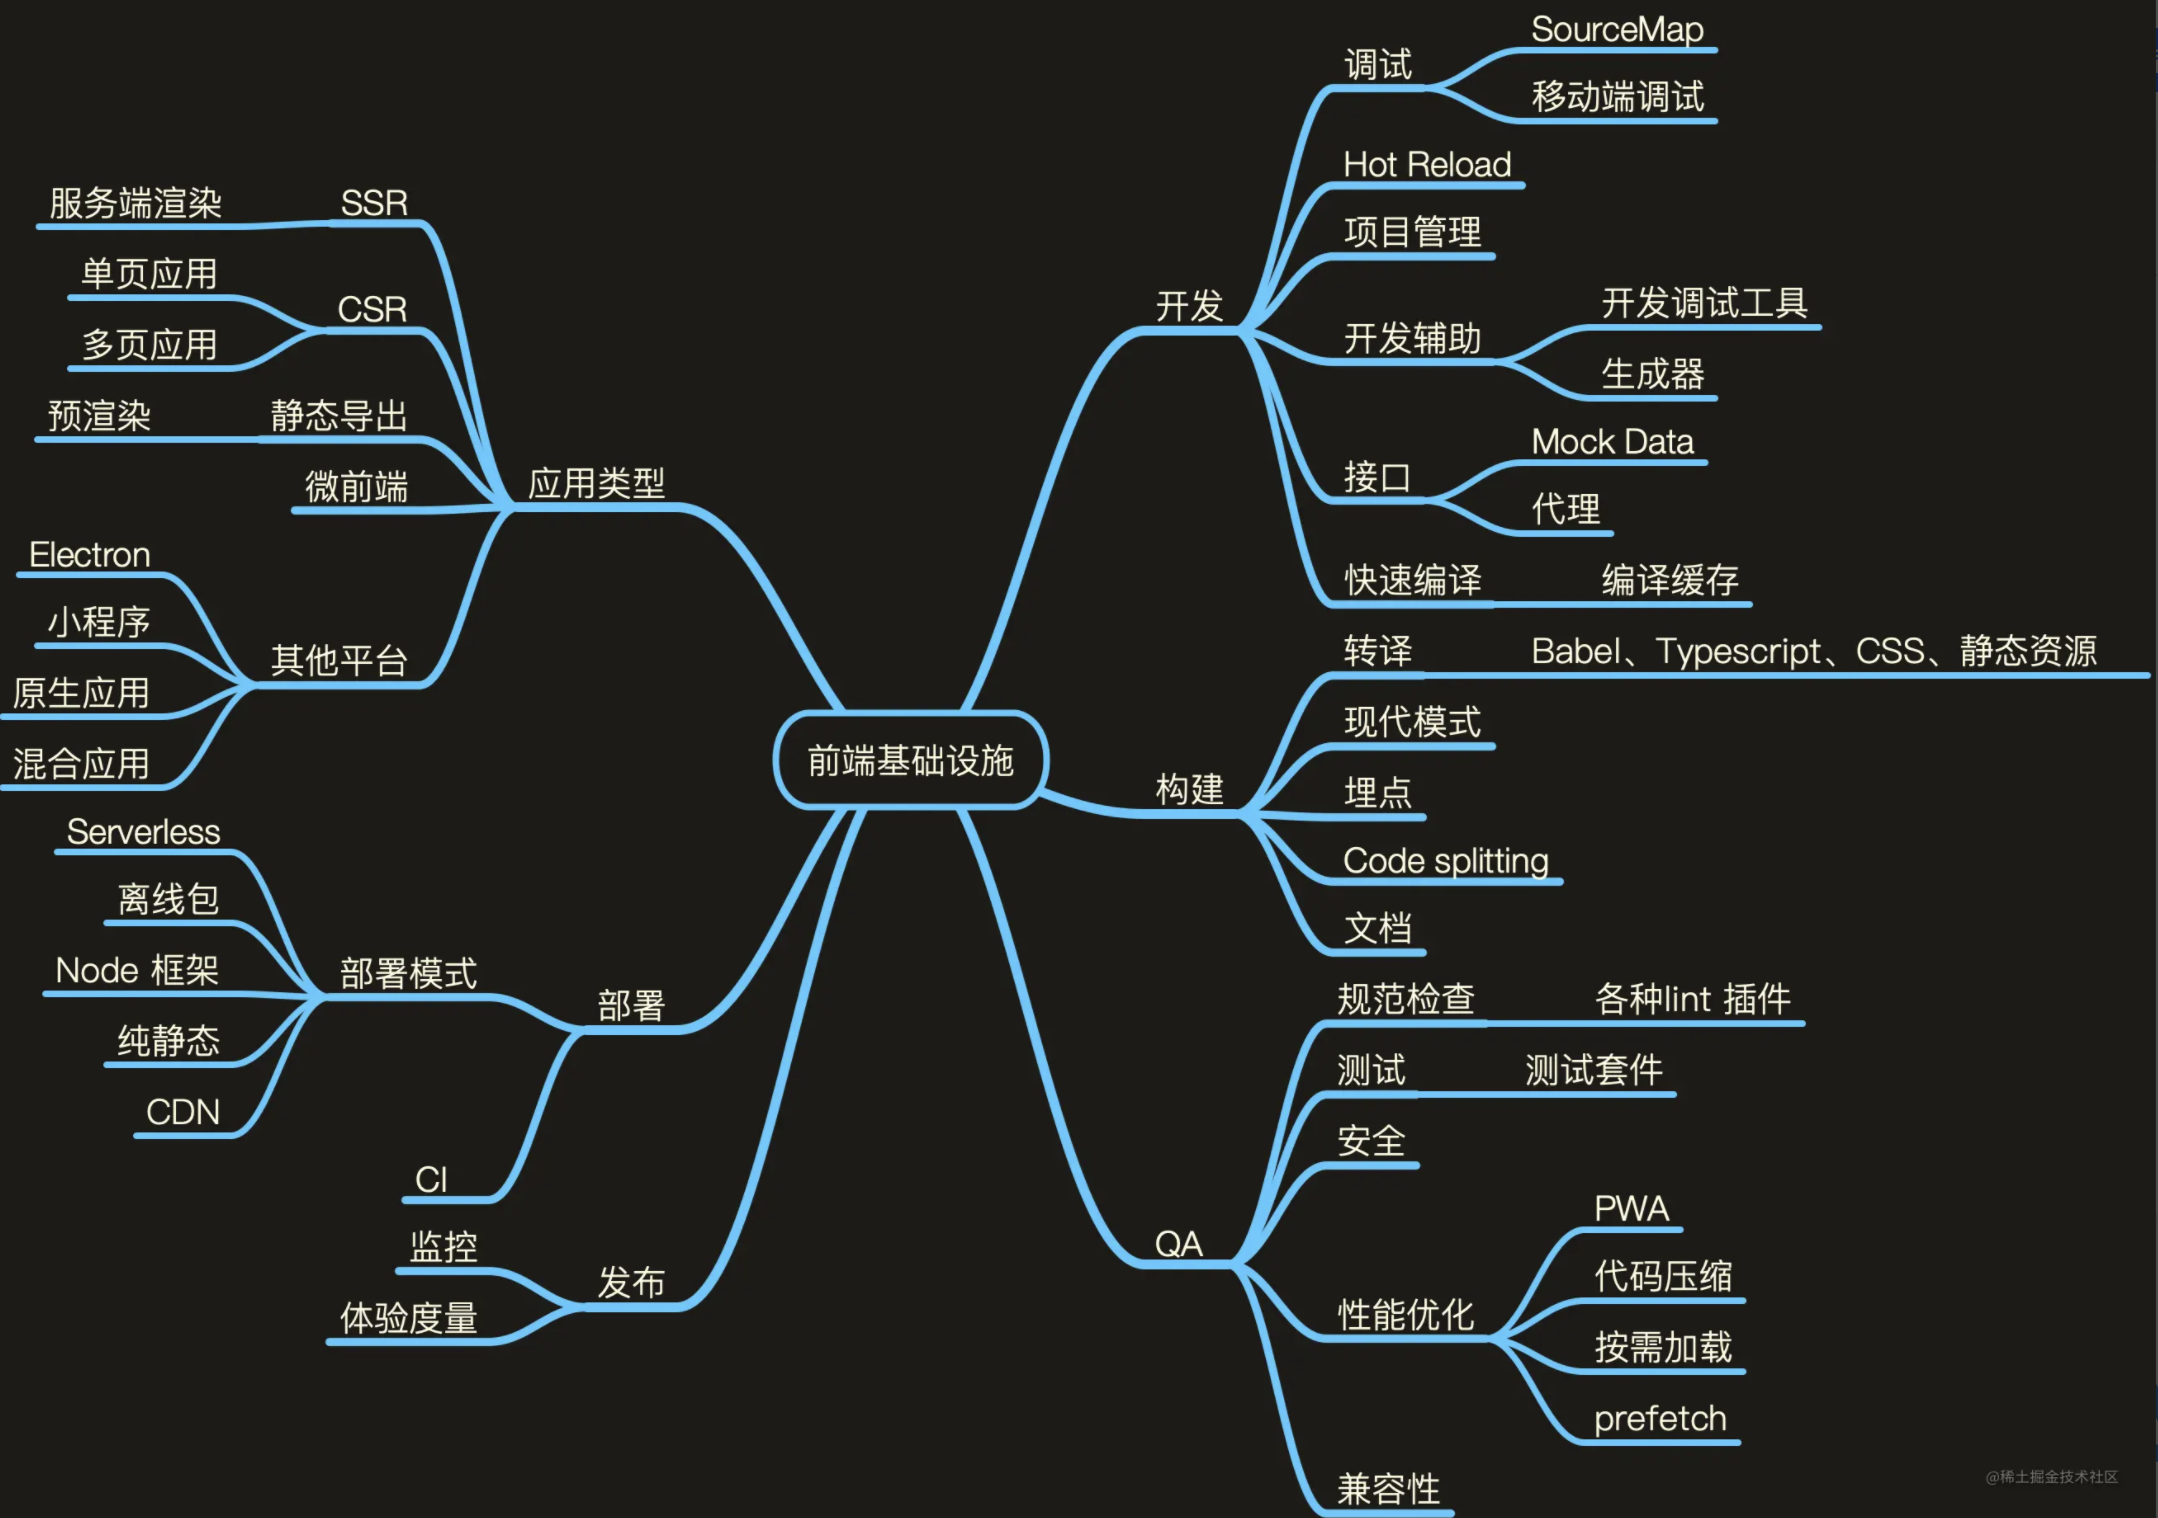 前端基础设施
开发
调试
SourceMap
移动端调试
Hot Reload
项目管理
开发辅助
开发调试工具
生成器
接口
Mock Data
代理
快速编译
编译缓存
构建
转译
Babel、Typescript、CSS、静态资源
现代模式
埋点
Code splitting
文档
QA
规范检查
各种lint 插件
测试
测试套件
安全
性能优化
PWA
代码压缩
按需加载
prefetch
兼容性
应用类型
SSR
服务端渲染
CSR
单页应用
多页应用
静态导出
预渲染
微前端
其他平台
Electron
小程序
原生应用
混合应用
部署
部署模式
Serverless
离线包
Node 框架
纯静态
CDN
CI
发布
监控
体验度量
@稀土掘金技术社区